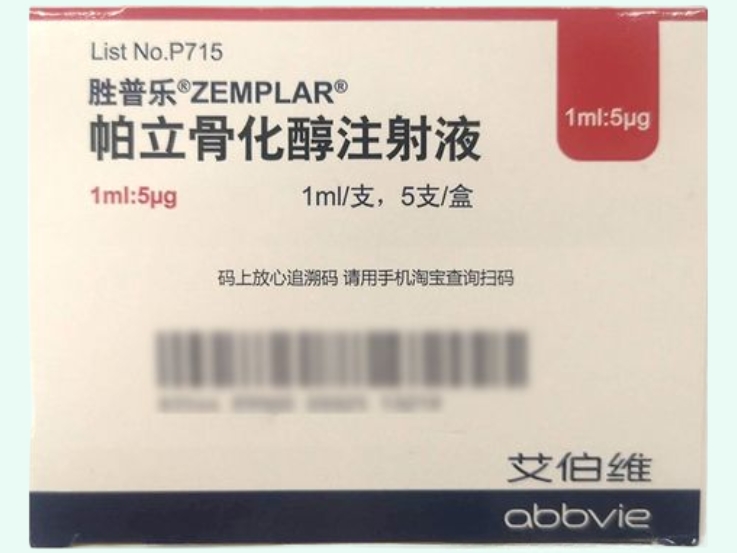 List No.P715
胜普乐®ZEMPLAR®
帕立骨化醇注射液
1ml:5µg
1ml:5µg
1ml/支，5支/盒
码上放心追溯码 请用手机淘宝查询扫码
艾伯维
abbvie